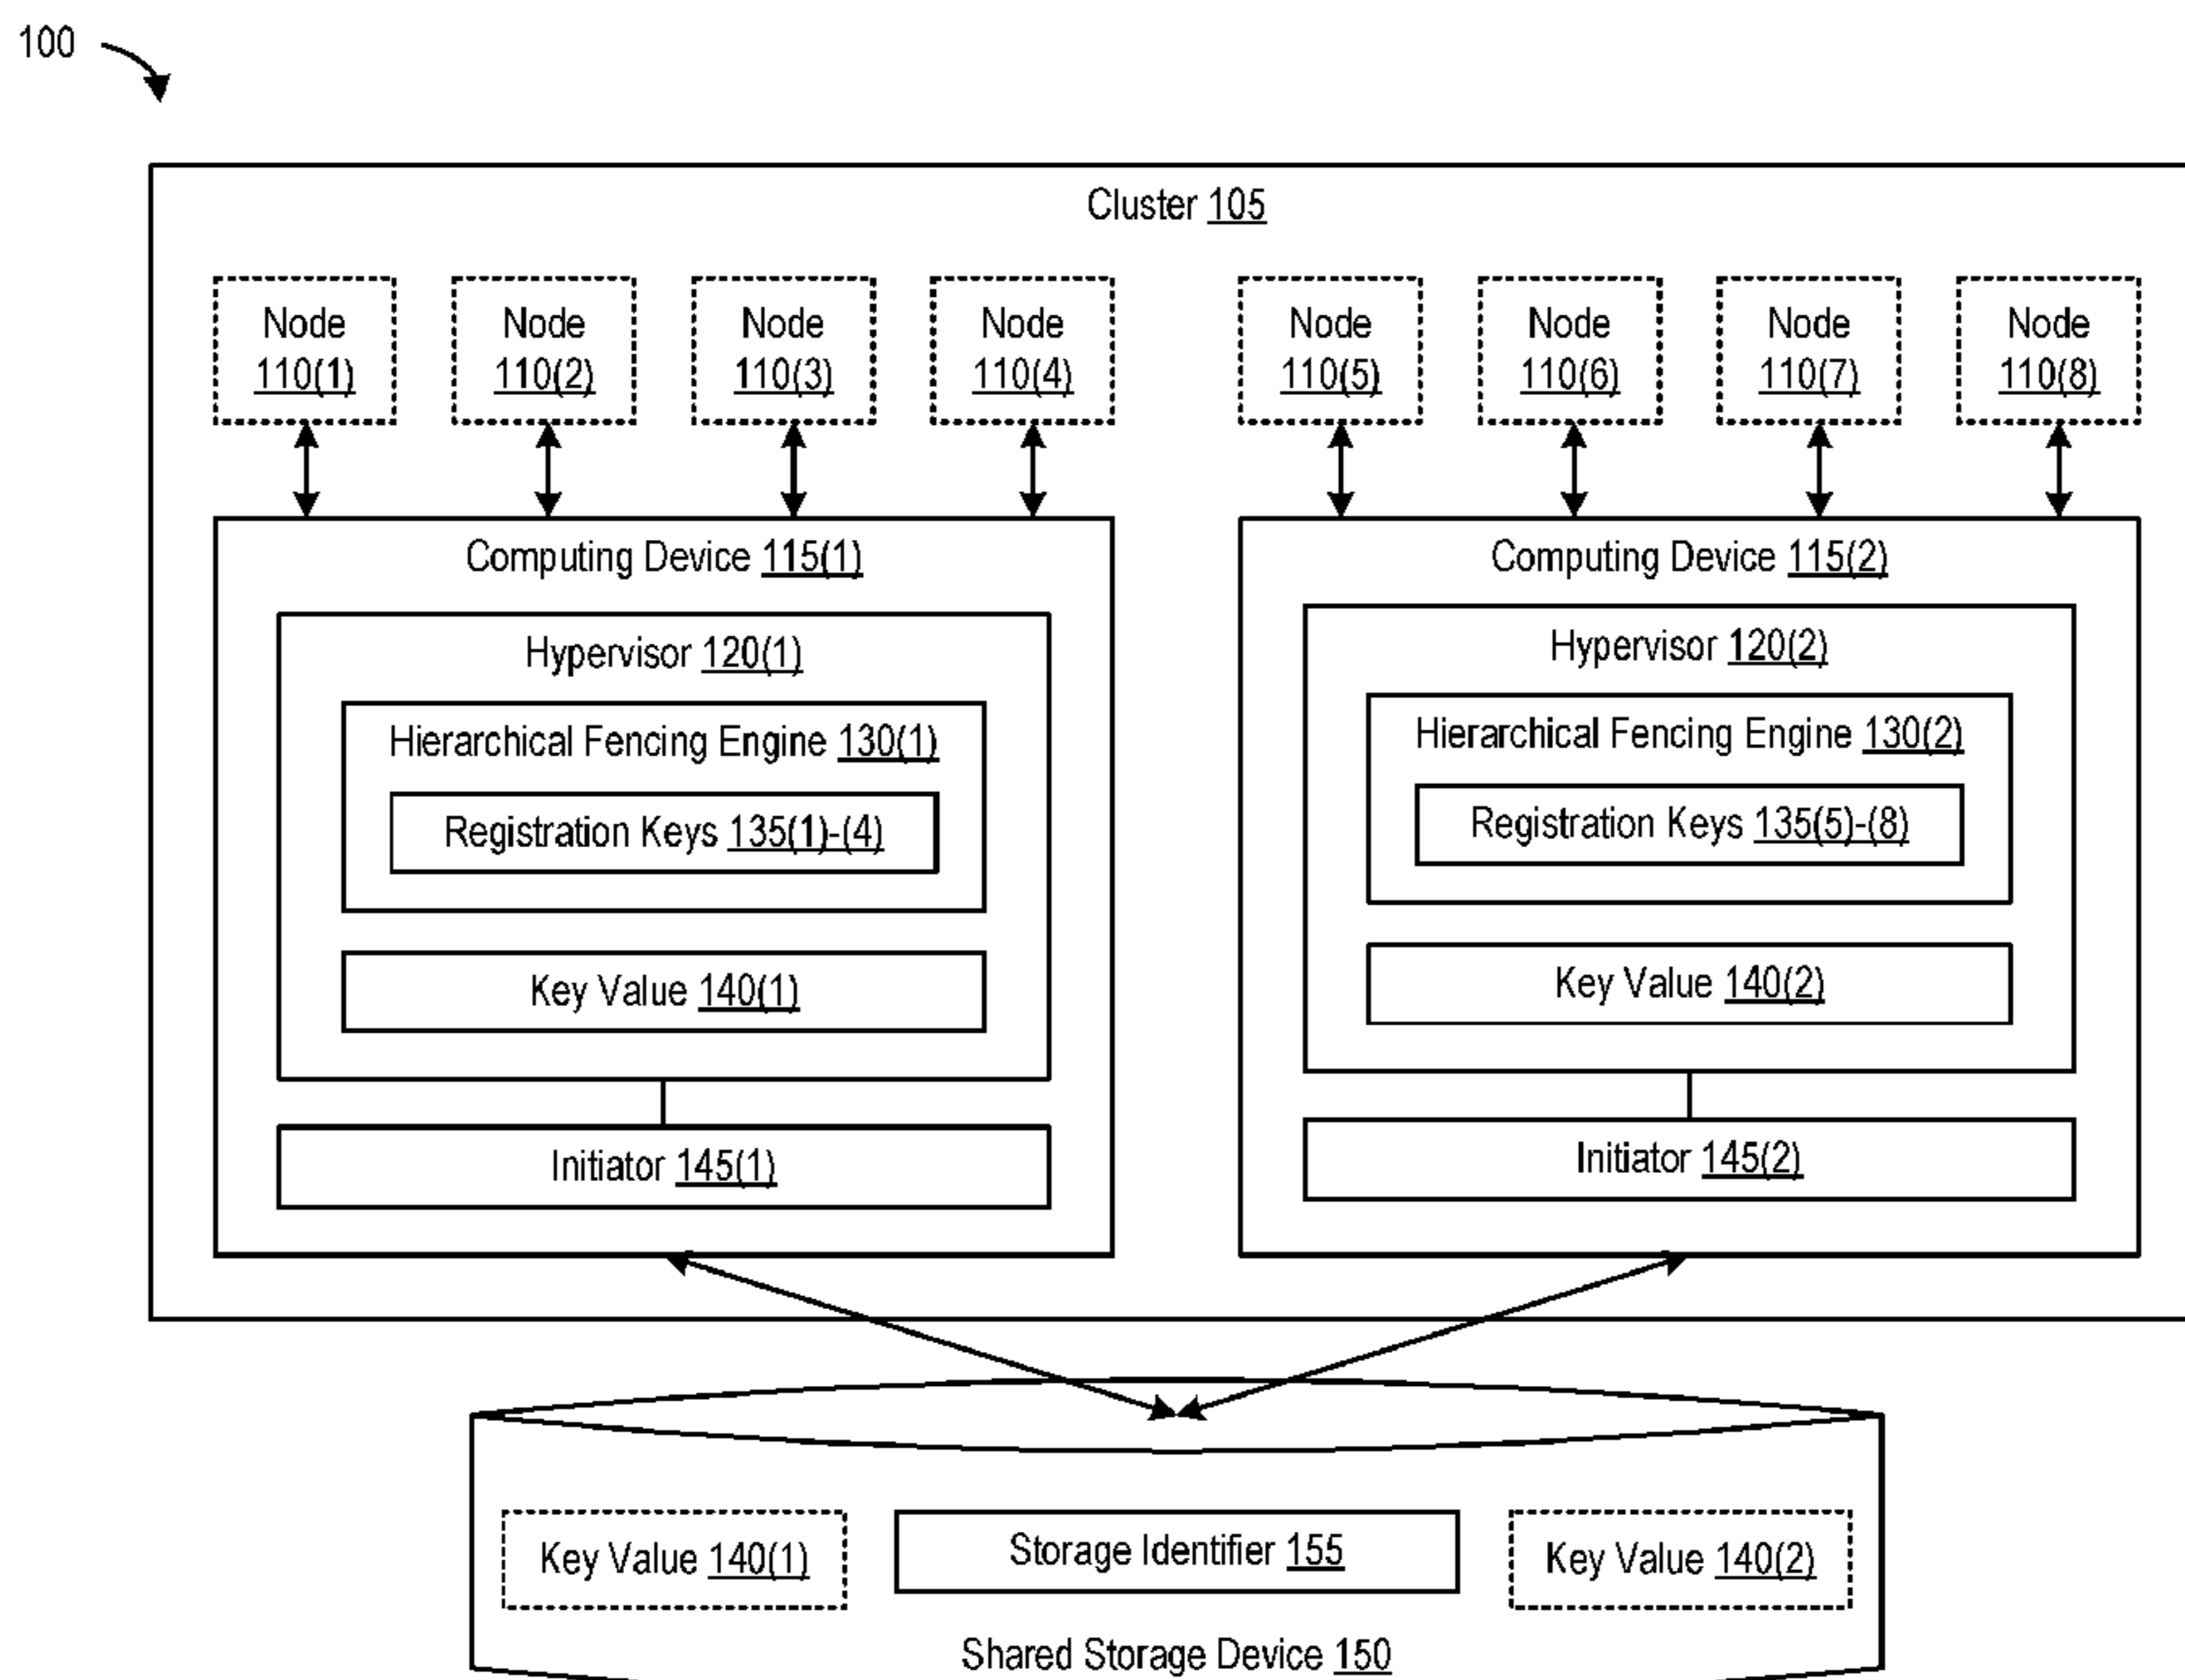 100
Cluster 105
Node 110(1)
Node 110(2)
Node 110(3)
Node 110(4)
Node 110(5)
Node 110(6)
Node 110(7)
Node 110(8)
Computing Device 115(1)
Hypervisor 120(1)
Hierarchical Fencing Engine 130(1)
Registration Keys 135(1)-(4)
Key Value 140(1)
Initiator 145(1)
Computing Device 115(2)
Hypervisor 120(2)
Hierarchical Fencing Engine 130(2)
Registration Keys 135(5)-(8)
Key Value 140(2)
Initiator 145(2)
Key Value 140(1)
Storage Identifier 155
Key Value 140(2)
Shared Storage Device 150